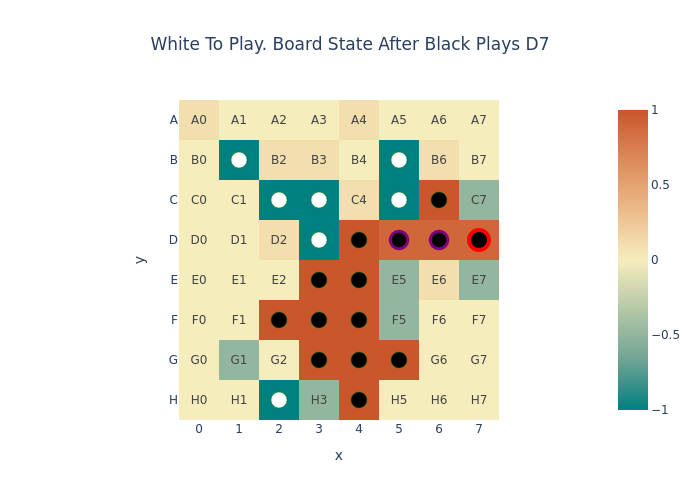 White To Play. Board State After Black Plays D7
A A0 A1 A2 A3 A4 A5 A6 A7
B B0 B2 B3 B4 B6 B7
C C0 C1 C4 C7
D D0 D1 D2
E E0 E1 E2 E5 E6 E7
F F0 F1 F5 F6 F7
G G0 G1 G2 G6 G7
H H0 H1 H3 H5 H6 H7
0 1 2 3 4 5 6 7
x
y
1
0.5
0
−0.5
−1